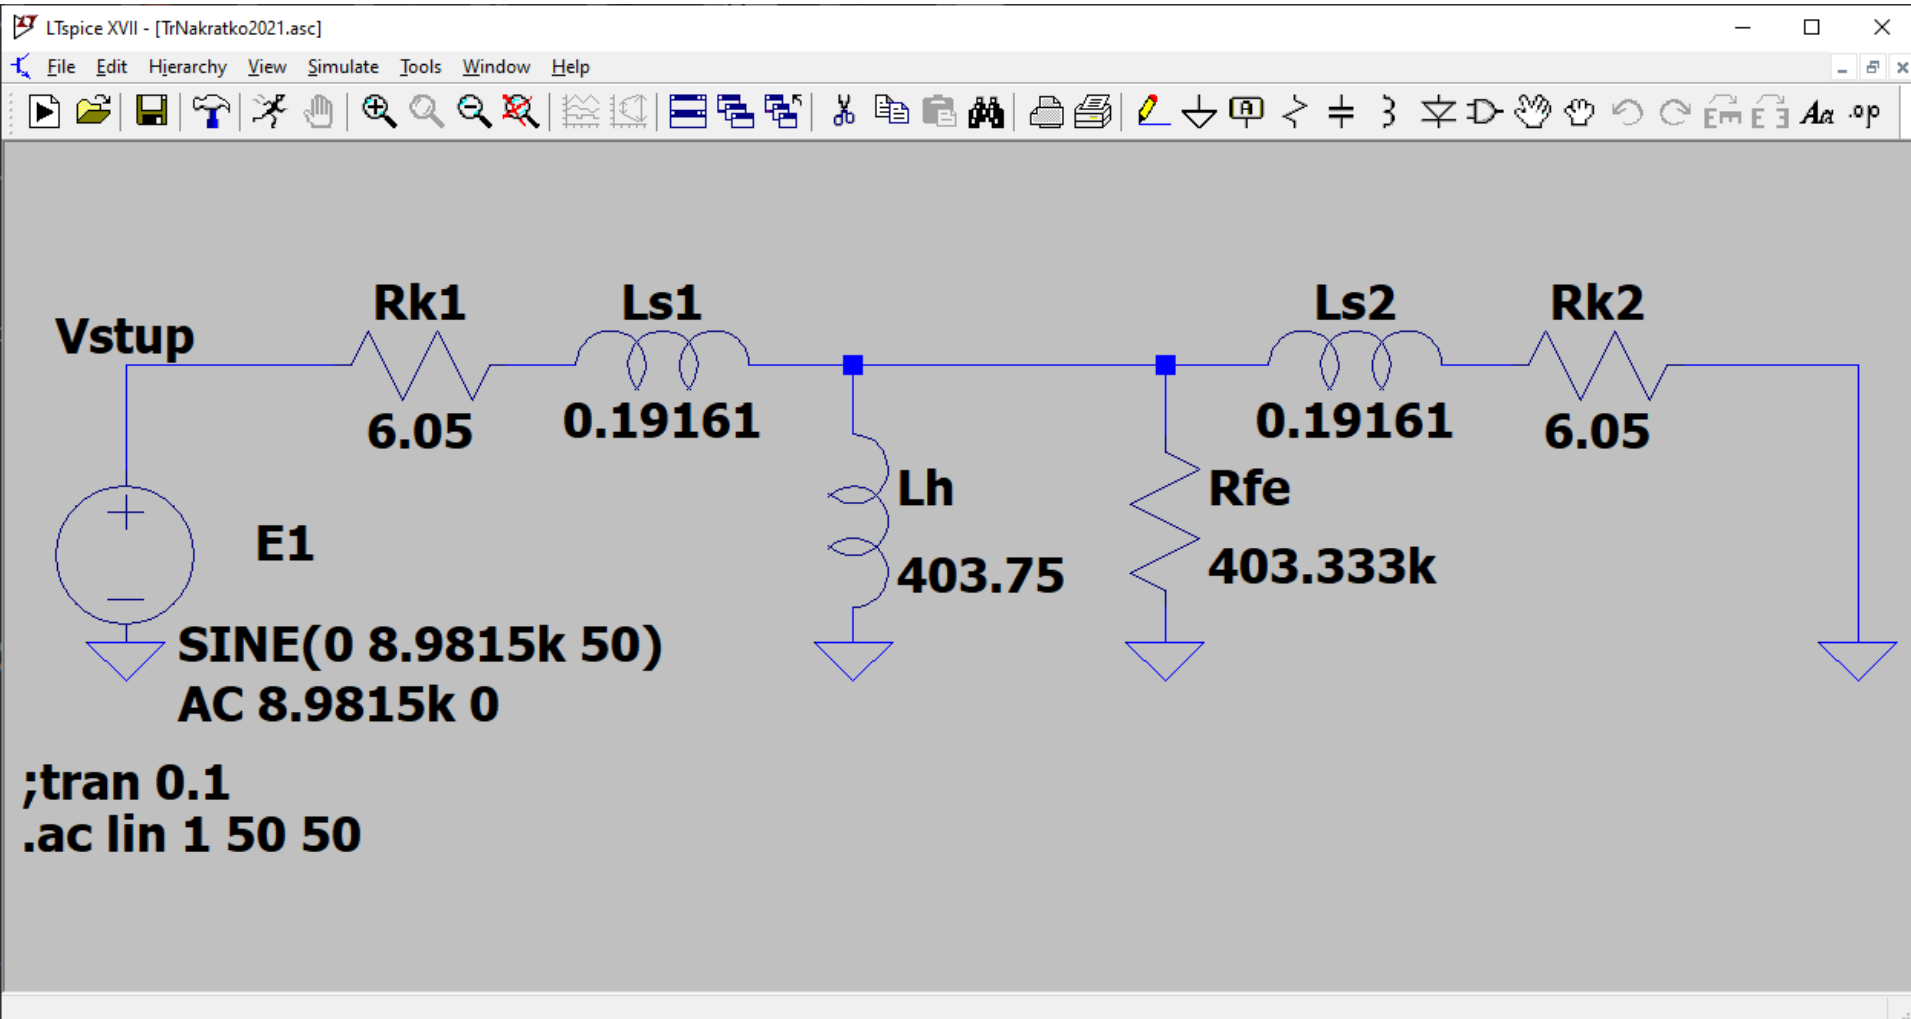 LTspice XVII - [TrNakratko2021.asc]
File Edit Hierarchy View Simulate Tools Window Help
A Aa .op
Rk1 Ls1 Ls2 Rk2
Vstup
6.05 0.19161 0.19161 6.05
Lh Rfe
E1
403.75 403.333k
SINE(0 8.9815k 50)
AC 8.9815k 0
;tran 0.1
.ac lin 1 50 50